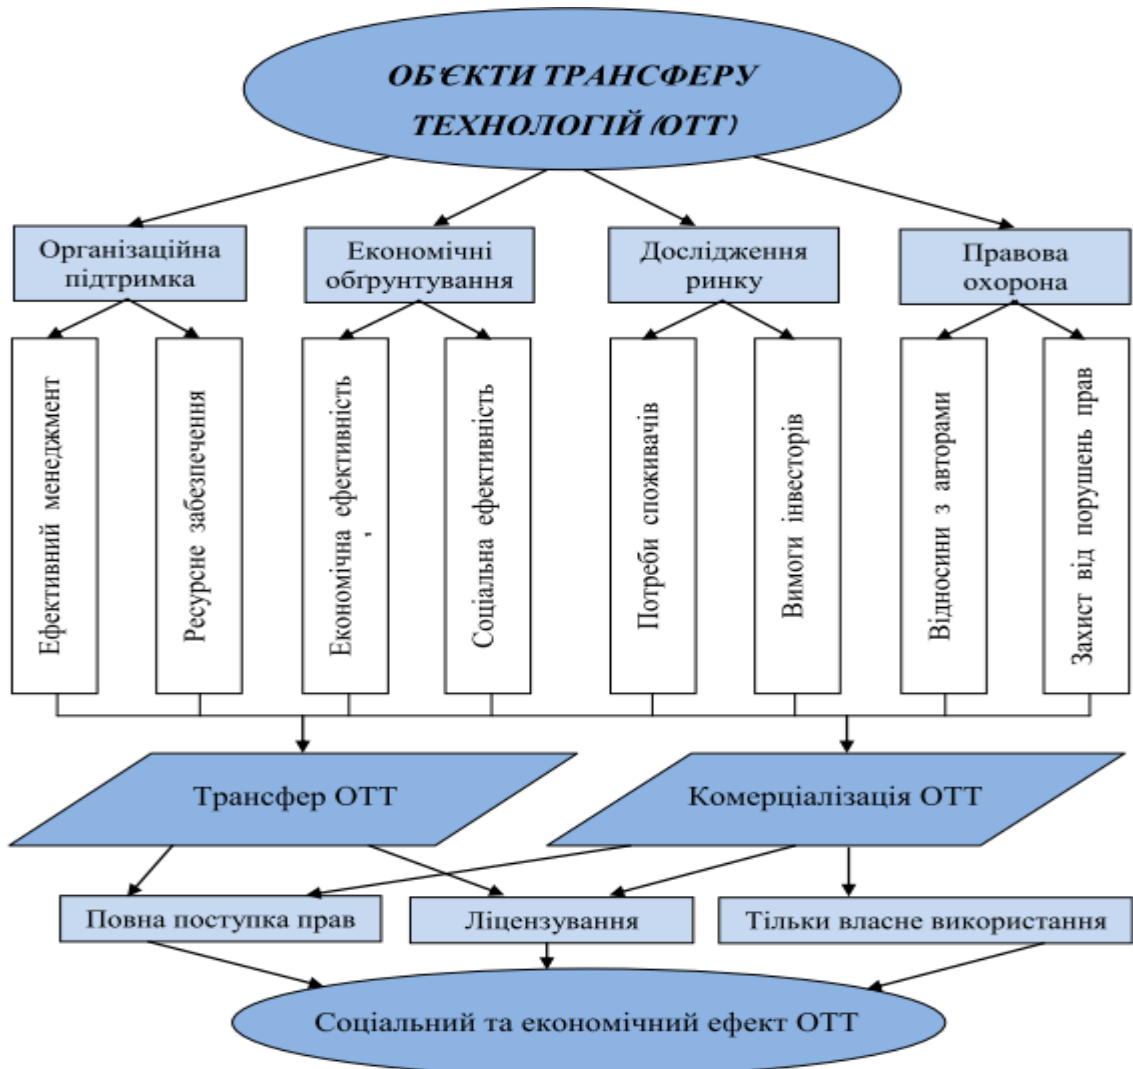 ОБ'ЄКТИ ТРАНСФЕРУ
ТЕХНОЛОГІЙ (ОТТ)
Організаційна
підтримка
Економічні
обґрунтування
Дослідження
ринку
Правова
охорона
Ефективний менеджмент
Ресурсне забезпечення
Економічна ефективність
Соціальна ефективність
Потреби споживачів
Вимоги інвесторів
Відносини з авторами
Захист від порушень прав
Трансфер ОТТ
Комерціалізація ОТТ
Повна поступка прав
Ліцензування
Тільки власне використання
Соціальний та економічний ефект ОТТ